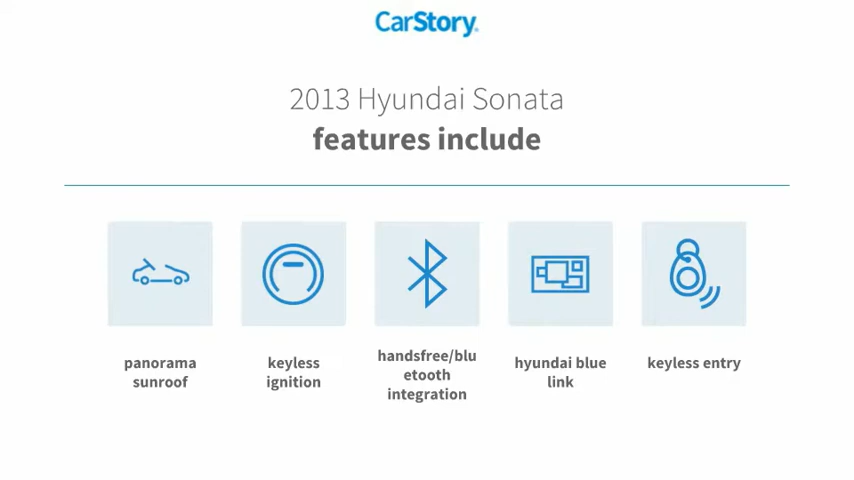 CarStory
2013 Hyundai Sonata
features include
panorama
sunroof
keyless
ignition
handsfree/blu
etooth
integration
hyundai blue
link
keyless entry